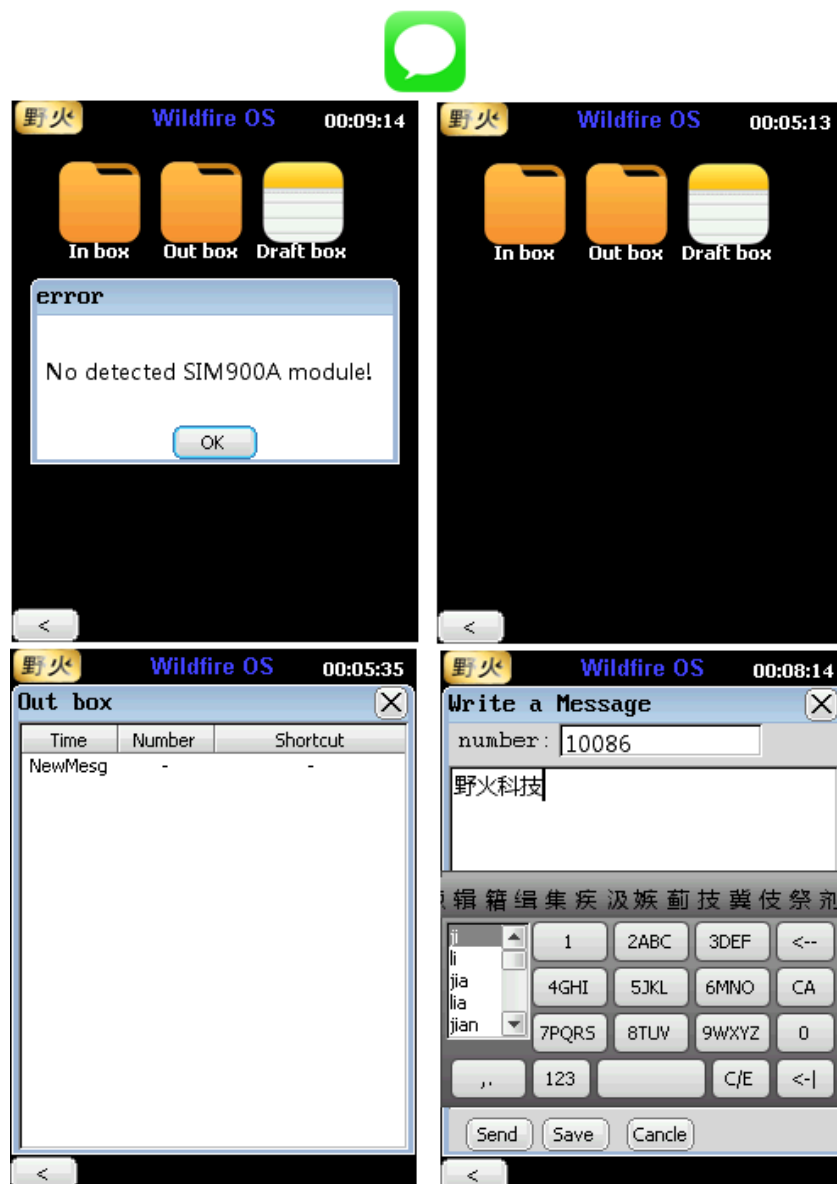 野火 Wildfire OS 00:09:14
In box Out box Draft box
error
No detected SIM900A module!
OK
<
野火 Wildfire OS 00:05:13
In box Out box Draft box
<
野火 Wildfire OS 00:05:35
Out box
Time Number Shortcut
NewMesg - -
<
野火 Wildfire OS 00:08:14
Write a Message
number: 10086
野火科技
辑 籍 缉 集 疾 汲 嫉 蓟 技 冀 伎 祭 剂
ji
li
jia
lia
jian
1 2ABC 3DEF <--
4GHI 5JKL 6MNO CA
7PQRS 8TUV 9WXYZ 0
,. 123 C/E <-|
Send Save Cancle
<